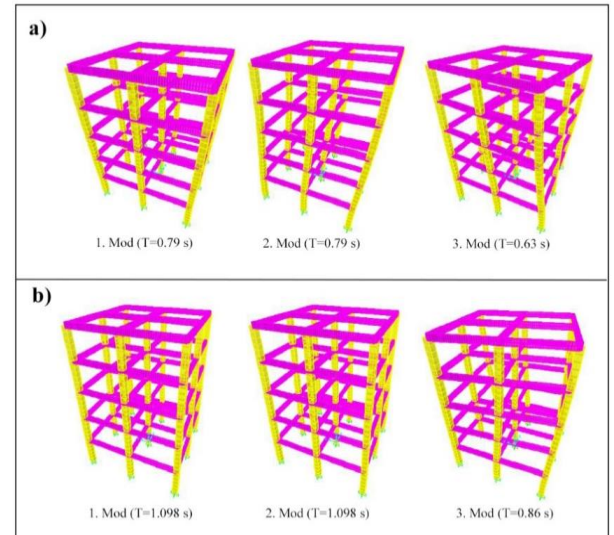 a)
1. Mod (T=0.79 s) 2. Mod (T=0.79 s) 3. Mod (T=0.63 s)
b)
1. Mod (T=1.098 s) 2. Mod (T=1.098 s) 3. Mod (T=0.86 s)